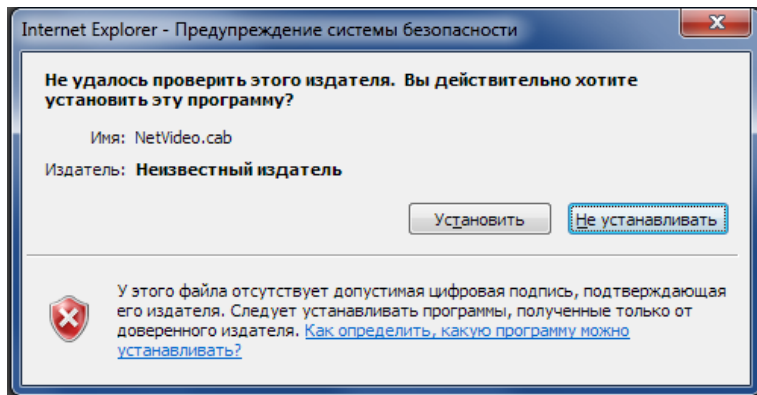 Internet Explorer - Предупреждение системы безопасности
Не удалось проверить этого издателя. Вы действительно хотите
установить эту программу?
Имя: NetVideo.cab
Издатель: Неизвестный издатель
Установить Не устанавливать
У этого файла отсутствует допустимая цифровая подпись, подтверждающая
его издателя. Следует устанавливать программы, полученные только от
доверенного издателя. Как определить, какую программу можно
устанавливать?